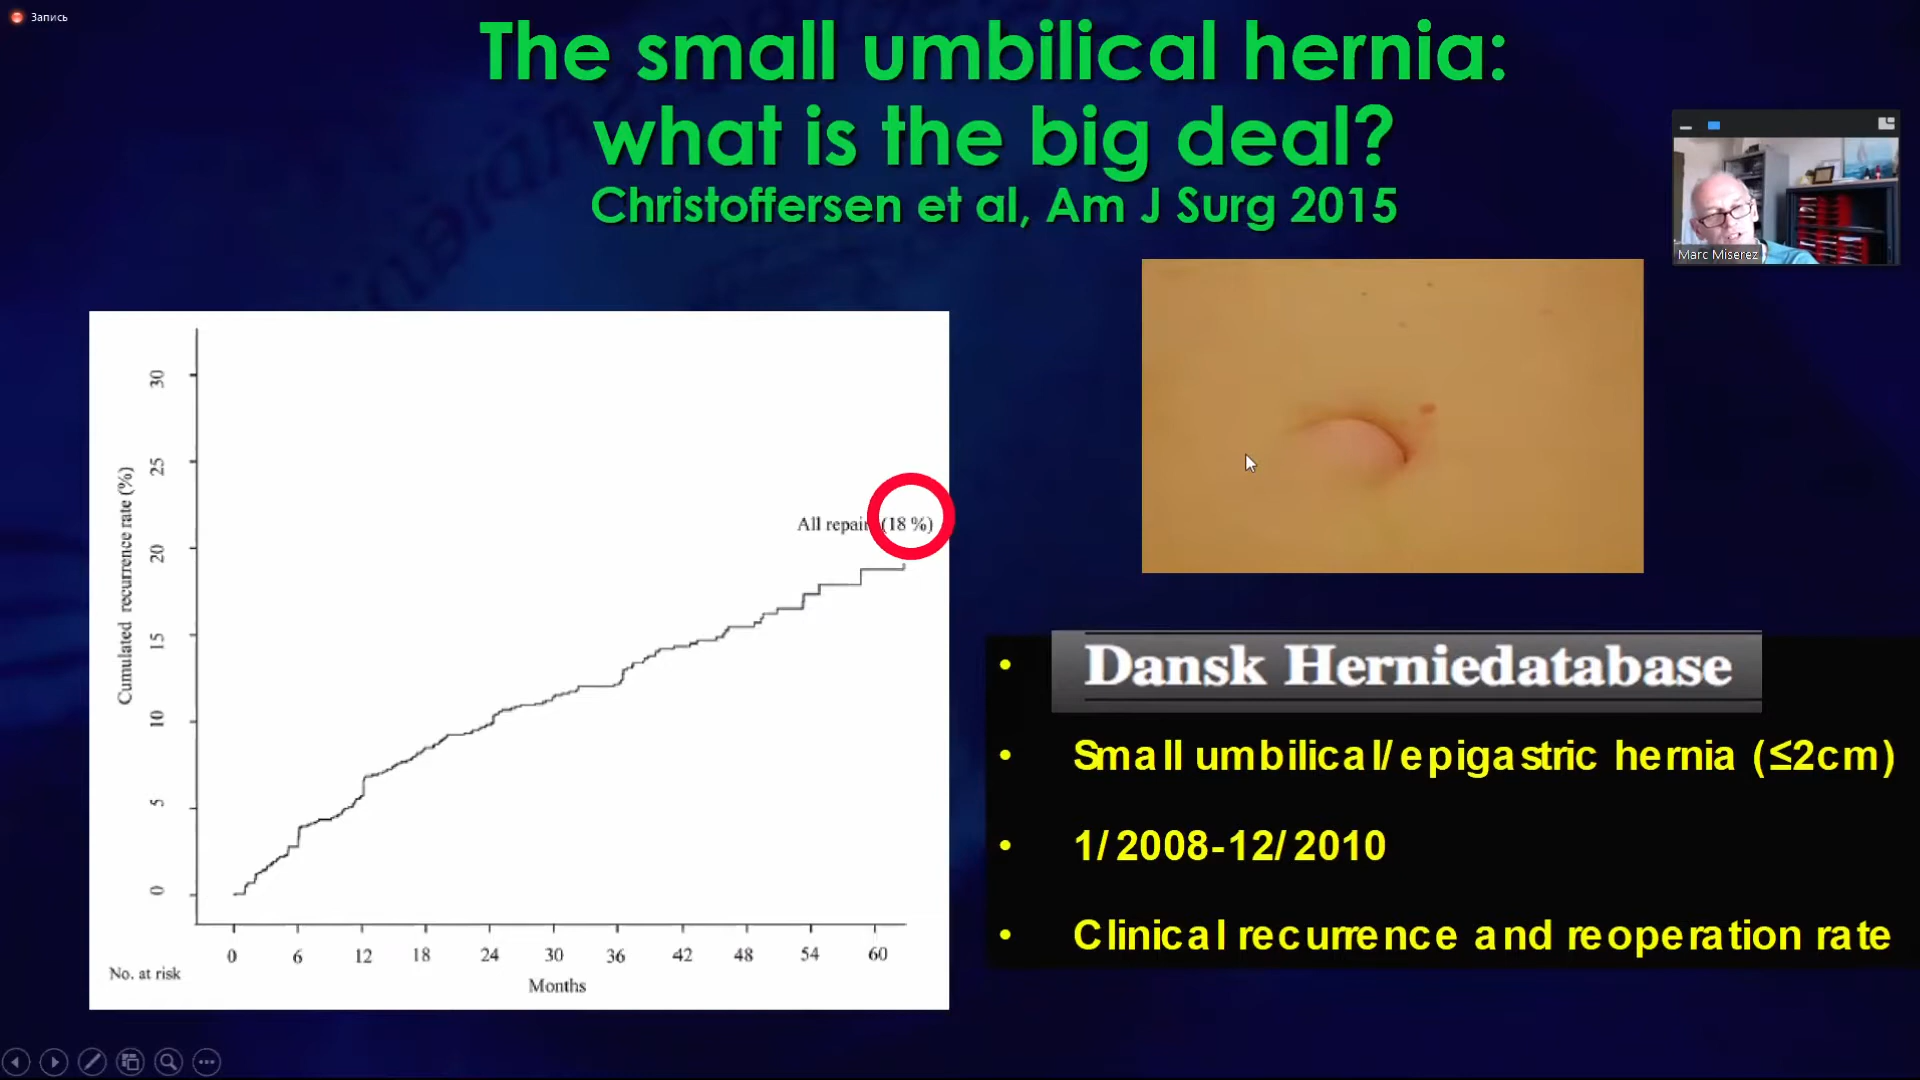 Запись
The small umbilical hernia:
what is the big deal?
Christoffersen et al, Am J Surg 2015
Marc Miserez
Cumulated recurrence rate (%)
30
25
20
15
10
5
0
All repair (18 %)
0 6 12 18 24 30 36 42 48 54 60
No. at risk
Months
• Dansk Herniedatabase
• Small umbilical/epigastric hernia (≤2cm)
• 1/2008-12/2010
• Clinical recurrence and reoperation rate